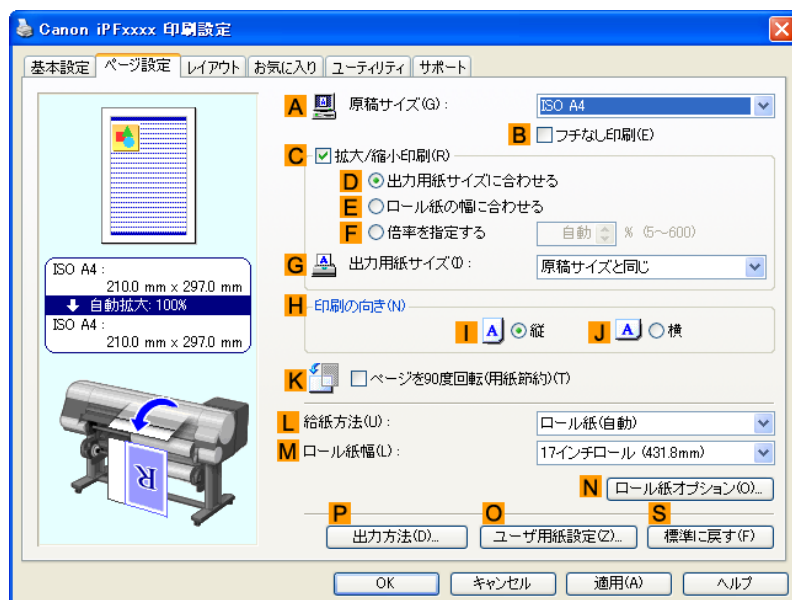 Canon iPFxxxx 印刷設定
基本設定 ページ設定 レイアウト お気に入り ユーティリティ サポート
A 原稿サイズ(G): ISO A4
B フチなし印刷(E)
C 拡大/縮小印刷(R)
D 出力用紙サイズに合わせる
E ロール紙の幅に合わせる
F 倍率を指定する 自動 % (5～600)
G 出力用紙サイズ(I): 原稿サイズと同じ
ISO A4 :
210.0 mm x 297.0 mm
自動拡大: 100%
ISO A4 :
210.0 mm x 297.0 mm
H 印刷の向き(N)
I A 縦 J A 横
K ページを90度回転(用紙節約)(T)
R
L 給紙方法(U): ロール紙(自動)
M ロール紙幅(L): 17インチロール (431.8mm)
N ロール紙オプション(O)...
P O S
出力方法(D)... ユーザ用紙設定(Z)... 標準に戻す(F)
OK キャンセル 適用(A) ヘルプ